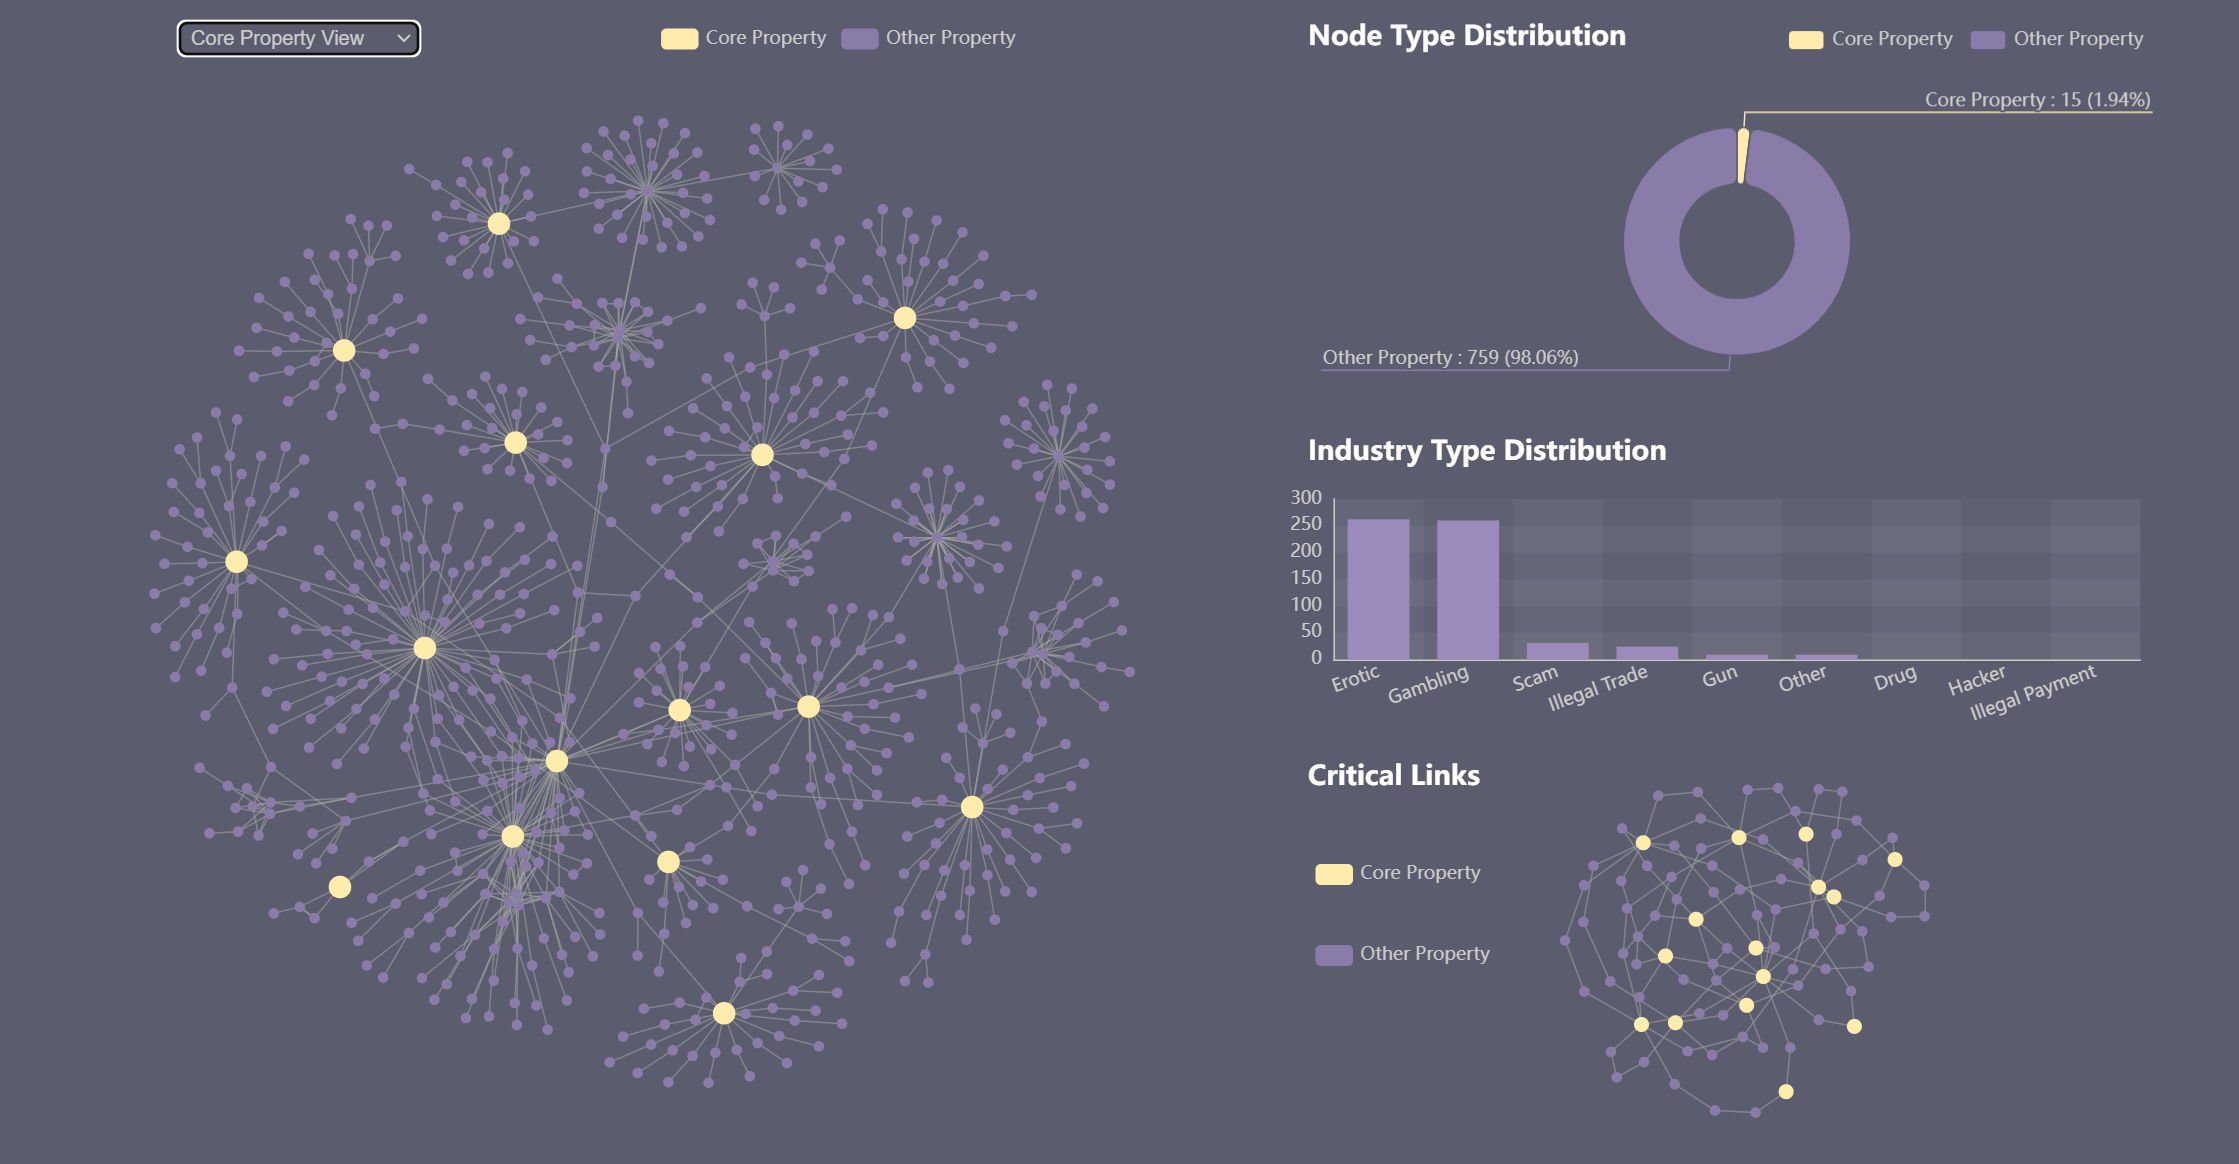 Core Property View
Core Property
Other Property
Node Type Distribution
Core Property
Other Property
Core Property : 15 (1.94%)
Other Property : 759 (98.06%)
Industry Type Distribution
300
250
200
150
100
50
0
Erotic
Gambling
Scam
Illegal Trade
Gun
Other
Drug
Hacker
Illegal Payment
Critical Links
Core Property
Other Property